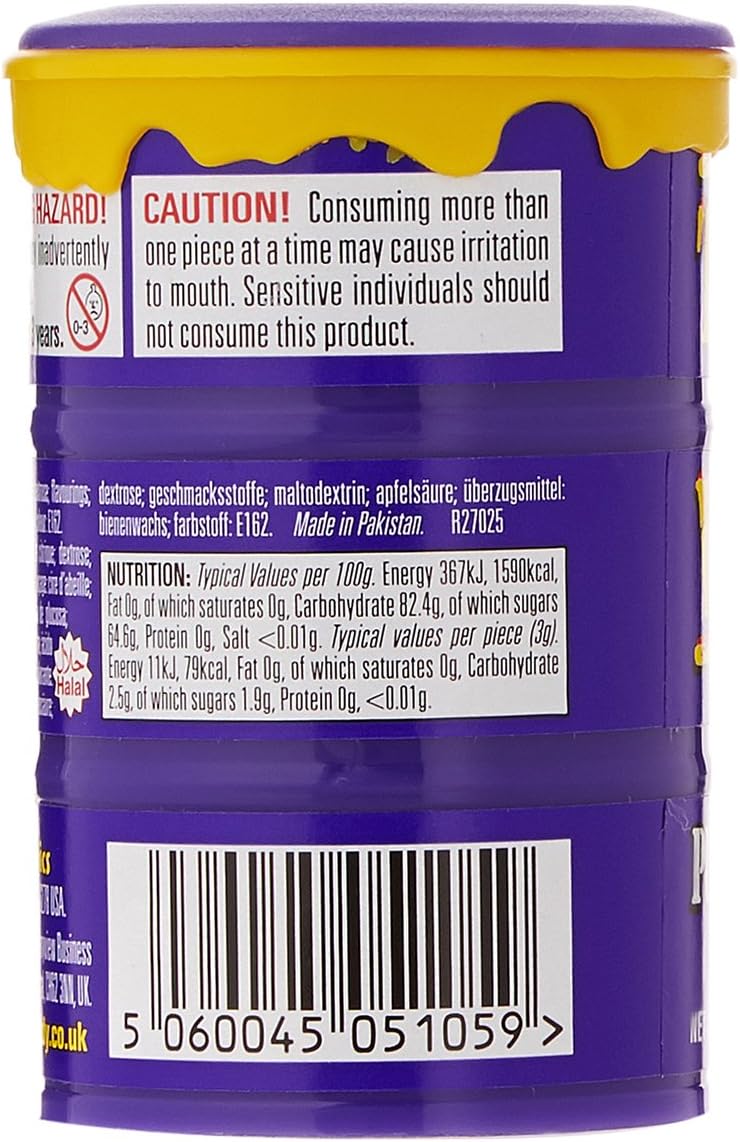 HAZARD!
inadvertently
0-3
years.
CAUTION! Consuming more than
one piece at a time may cause irritation
to mouth. Sensitive individuals should
not consume this product.
flavourings;
E162.
dextrose;
cire d'abeille;
glucosa;
dextrose; geschmacksstoffe; maltodextrin; apfelsäure; überzugsmittel:
bienenwachs; farbstoff: E162. Made in Pakistan. R27025
حلال
Halal
NUTRITION: Typical Values per 100g. Energy 367kJ, 1590kcal,
Fat 0g, of which saturates 0g, Carbohydrate 82.4g, of which sugars
64.6g, Protein 0g, Salt <0.01g. Typical values per piece (3g).
Energy 11kJ, 79kcal, Fat 0g, of which saturates 0g, Carbohydrate
2.5g, of which sugars 1.9g, Protein 0g, <0.01g.
USA.
Business
CH62 3NN, UK.
.co.uk
5 060045 051059 >